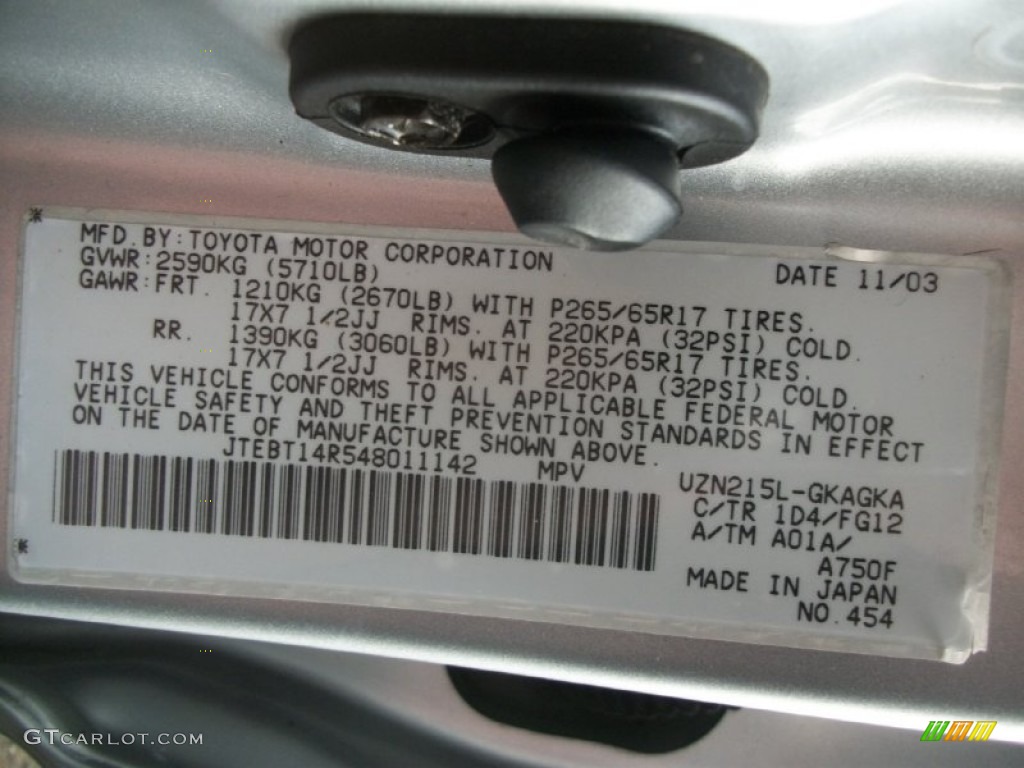 MFD. BY: TOYOTA MOTOR CORPORATION DATE 11/03
GVWR: 2590KG (5710LB)
GAWR: FRT. 1210KG (2670LB) WITH P265/65R17 TIRES.
17X7 1/2JJ RIMS. AT 220KPA (32PSI) COLD.
RR. 1390KG (3060LB) WITH P265/65R17 TIRES.
17X7 1/2JJ RIMS. AT 220KPA (32PSI) COLD.
THIS VEHICLE CONFORMS TO ALL APPLICABLE FEDERAL MOTOR
VEHICLE SAFETY AND THEFT PREVENTION STANDARDS IN EFFECT
ON THE DATE OF MANUFACTURE SHOWN ABOVE.
JTEBT14R548011142 MPV
UZN215L-GKAGKA
C/TR 1D4/FG12
A/TM A01A/
A750F
MADE IN JAPAN
NO. 454
GTCARLOT.COM